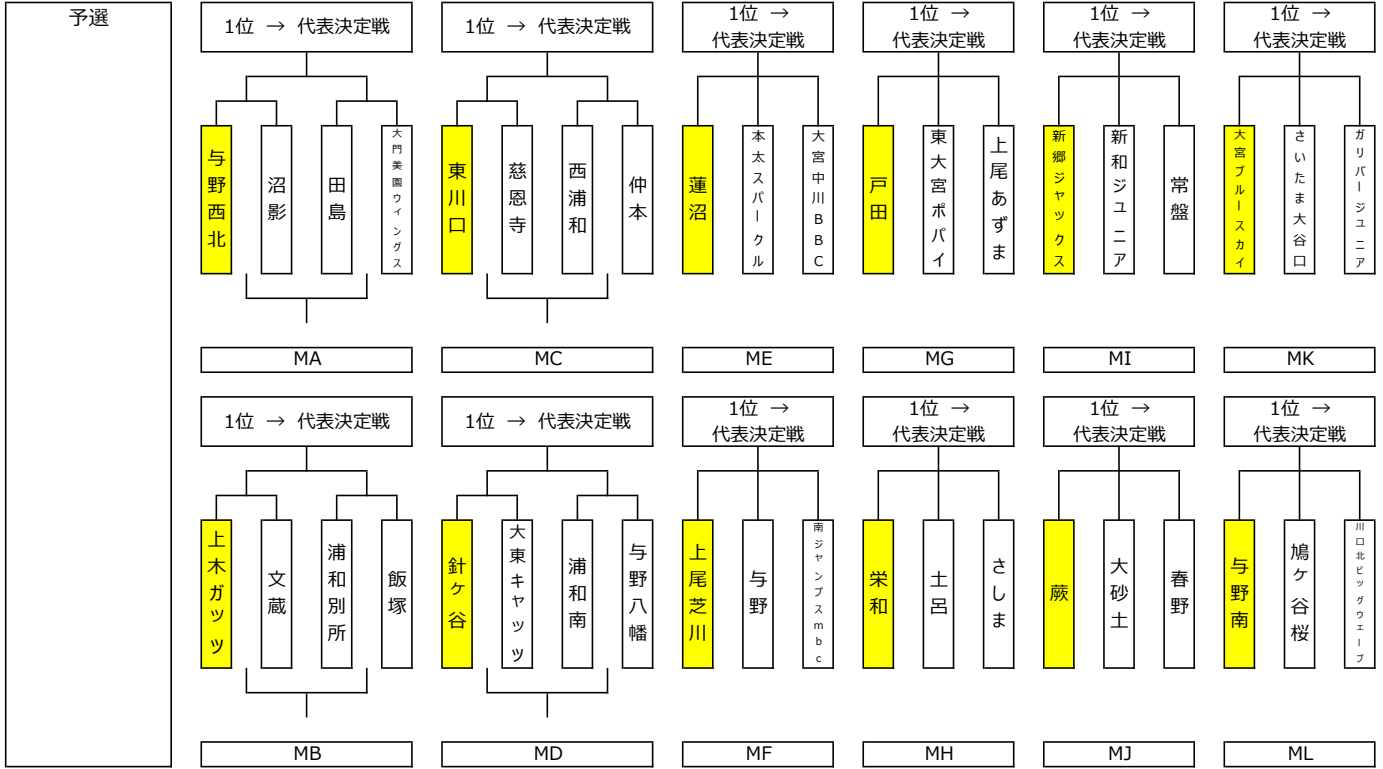 予選
1位 → 代表決定戦
与野西北
沼影
田島
大門美園ウィングス
MA
1位 → 代表決定戦
東川口
慈恩寺
西浦和
仲本
MC
1位 →
代表決定戦
蓮沼
本太スパークル
大宮中川BBC
ME
1位 →
代表決定戦
戸田
東大宮ポパイ
上尾あずま
MG
1位 →
代表決定戦
新郷ジャックス
新和ジュニア
常盤
MI
1位 →
代表決定戦
大宮ブルースカイ
さいたま大谷口
ガリバージュニア
MK
1位 → 代表決定戦
上木ガッツ
文蔵
浦和別所
飯塚
MB
1位 → 代表決定戦
針ヶ谷
大東キャッツ
浦和南
与野八幡
MD
1位 →
代表決定戦
上尾芝川
与野
南ジャンプスmbc
MF
1位 →
代表決定戦
栄和
土呂
さしま
MH
1位 →
代表決定戦
蕨
大砂土
春野
MJ
1位 →
代表決定戦
与野南
鳩ヶ谷桜
川口北ビッグウェーブ
ML